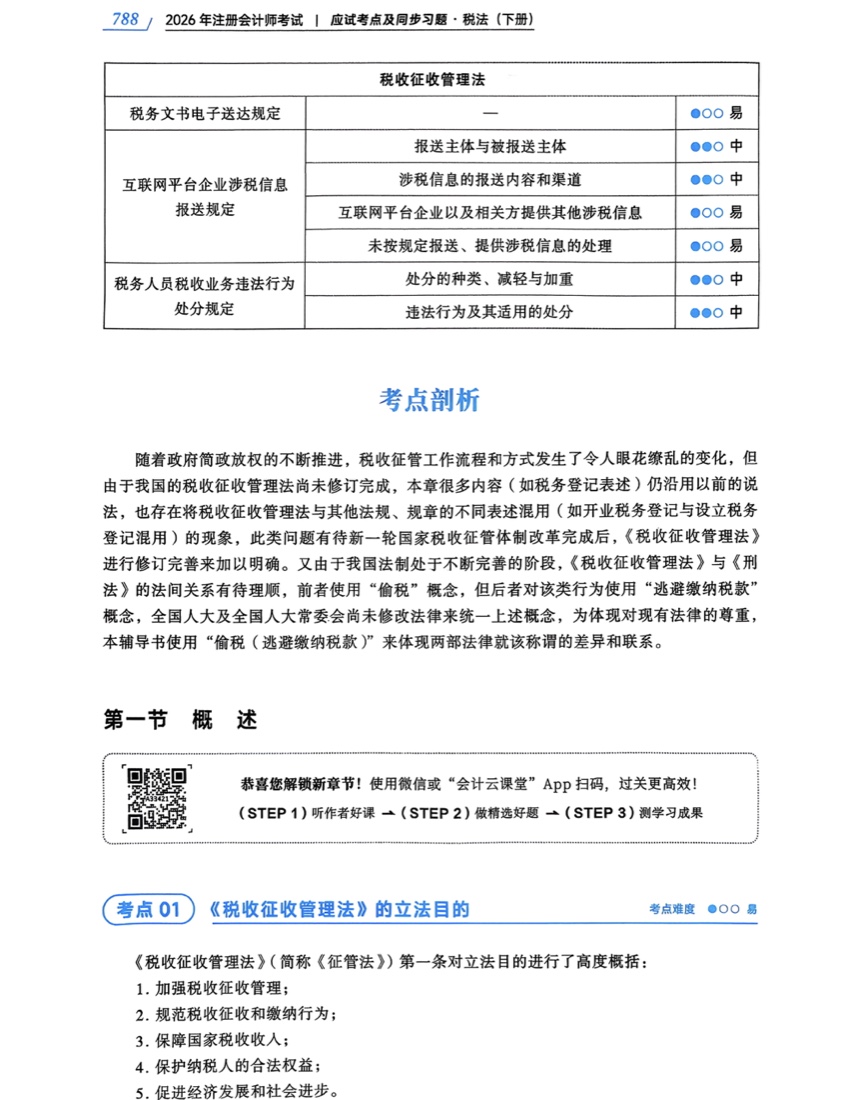 788 2026 年注册会计师考试 | 应试考点及同步习题·税法（下册）
税收征收管理法
税务文书电子送达规定 — 易
互联网平台企业涉税信息报送规定
报送主体与被报送主体 中
涉税信息的报送内容和渠道 中
互联网平台企业以及相关方提供其他涉税信息 易
未按规定报送、提供涉税信息的处理 易
税务人员税收业务违法行为处分规定
处分的种类、减轻与加重 中
违法行为及其适用的处分 中
考点剖析
随着政府简政放权的不断推进，税收征管工作流程和方式发生了令人眼花缭乱的变化，但
由于我国的税收征收管理法尚未修订完成，本章很多内容（如税务登记表述）仍沿用以前的说
法，也存在将税收征收管理法与其他法规、规章的不同表述混用（如开业税务登记与设立税务
登记混用）的现象，此类问题有待新一轮国家税收征管体制改革完成后，《税收征收管理法》
进行修订完善来加以明确。又由于我国法制处于不断完善的阶段，《税收征收管理法》与《刑
法》的法间关系有待理顺，前者使用“偷税”概念，但后者对该类行为使用“逃避缴纳税款”
概念，全国人大及全国人大常委会尚未修改法律来统一上述概念，为体现对现有法律的尊重，
本辅导书使用“偷税（逃避缴纳税款）”来体现两部法律就该称谓的差异和联系。
第一节 概 述
恭喜您解锁新章节！使用微信或“会计云课堂”App 扫码，过关更高效！
（STEP 1）听作者好课 ⇀（STEP 2）做精选好题 ⇀（STEP 3）测学习成果
考点 01 《税收征收管理法》的立法目的 考点难度 易
《税收征收管理法》（简称《征管法》）第一条对立法目的进行了高度概括：
1. 加强税收征收管理；
2. 规范税收征收和缴纳行为；
3. 保障国家税收收入；
4. 保护纳税人的合法权益；
5. 促进经济发展和社会进步。